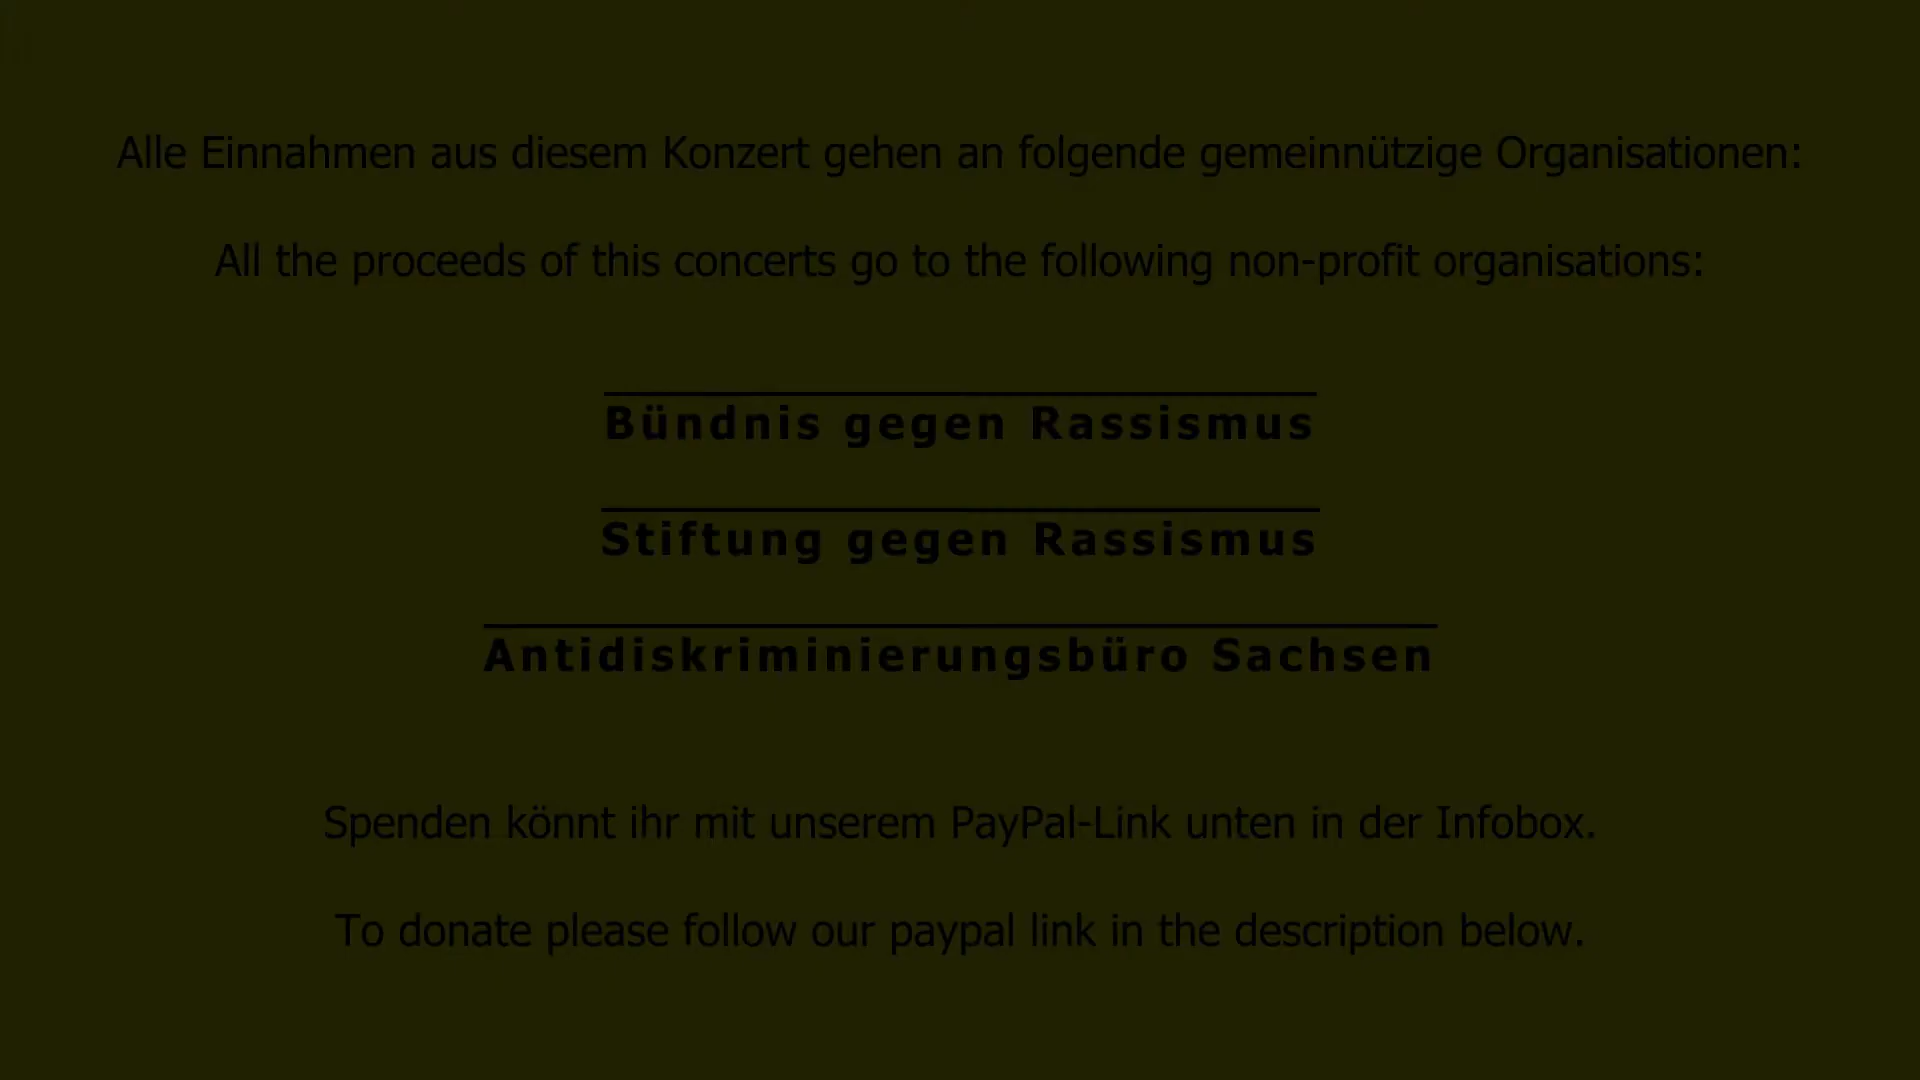 Alle Einnahmen aus diesem Konzert gehen an folgende gemeinnützige Organisationen:
All the proceeds of this concerts go to the following non-profit organisations:
Bündnis gegen Rassismus
Stiftung gegen Rassismus
Antidiskriminierungsbüro Sachsen
Spenden könnt ihr mit unserem PayPal-Link unten in der Infobox.
To donate please follow our paypal link in the description below.